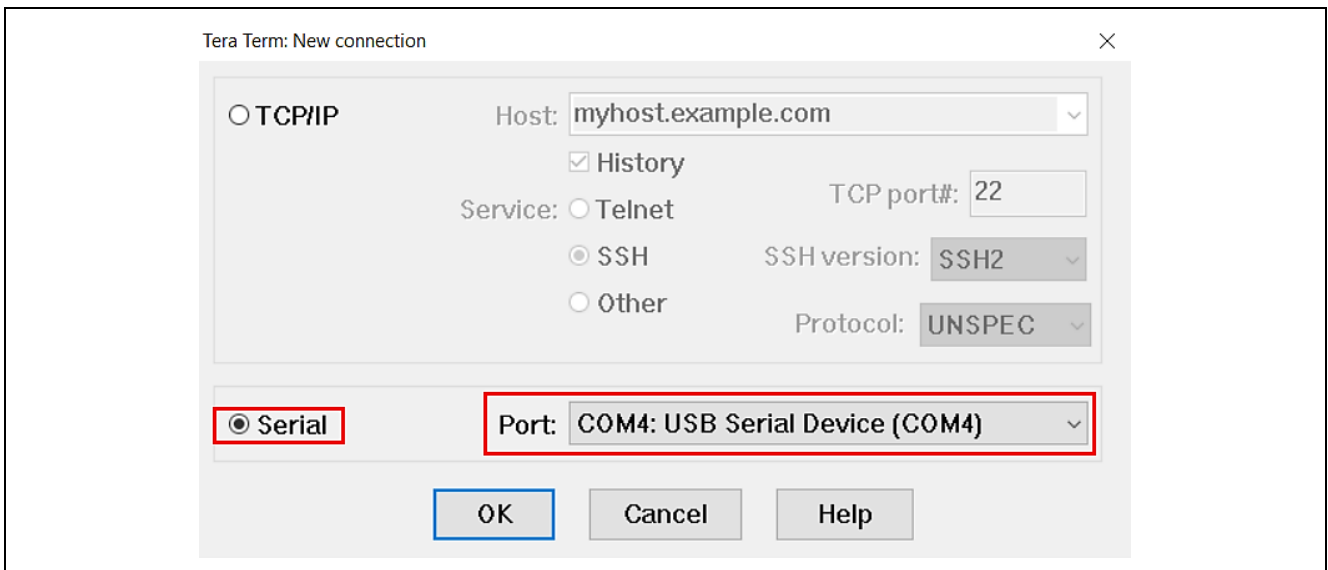 Tera Term: New connection
TCP/IP Host: myhost.example.com
History
Service: Telnet TCP port#: 22
SSH SSH version: SSH2
Other Protocol: UNSPEC
Serial Port: COM4: USB Serial Device (COM4)
OK Cancel Help